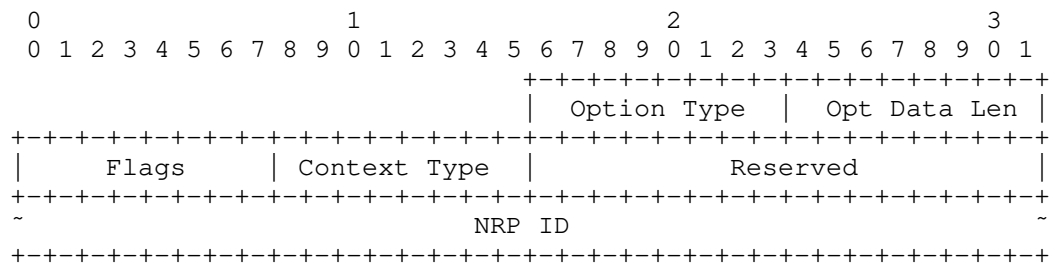 0                   1                   2                   3
 0 1 2 3 4 5 6 7 8 9 0 1 2 3 4 5 6 7 8 9 0 1 2 3 4 5 6 7 8 9 0 1
                                +-+-+-+-+-+-+-+-+-+-+-+-+-+-+-+-+
                                |  Option Type  |  Opt Data Len |
+-+-+-+-+-+-+-+-+-+-+-+-+-+-+-+-+-+-+-+-+-+-+-+-+-+-+-+-+-+-+-+-+
|     Flags     | Context Type  |            Reserved           |
+-+-+-+-+-+-+-+-+-+-+-+-+-+-+-+-+-+-+-+-+-+-+-+-+-+-+-+-+-+-+-+-+
~                            NRP ID                             ~
+-+-+-+-+-+-+-+-+-+-+-+-+-+-+-+-+-+-+-+-+-+-+-+-+-+-+-+-+-+-+-+-+